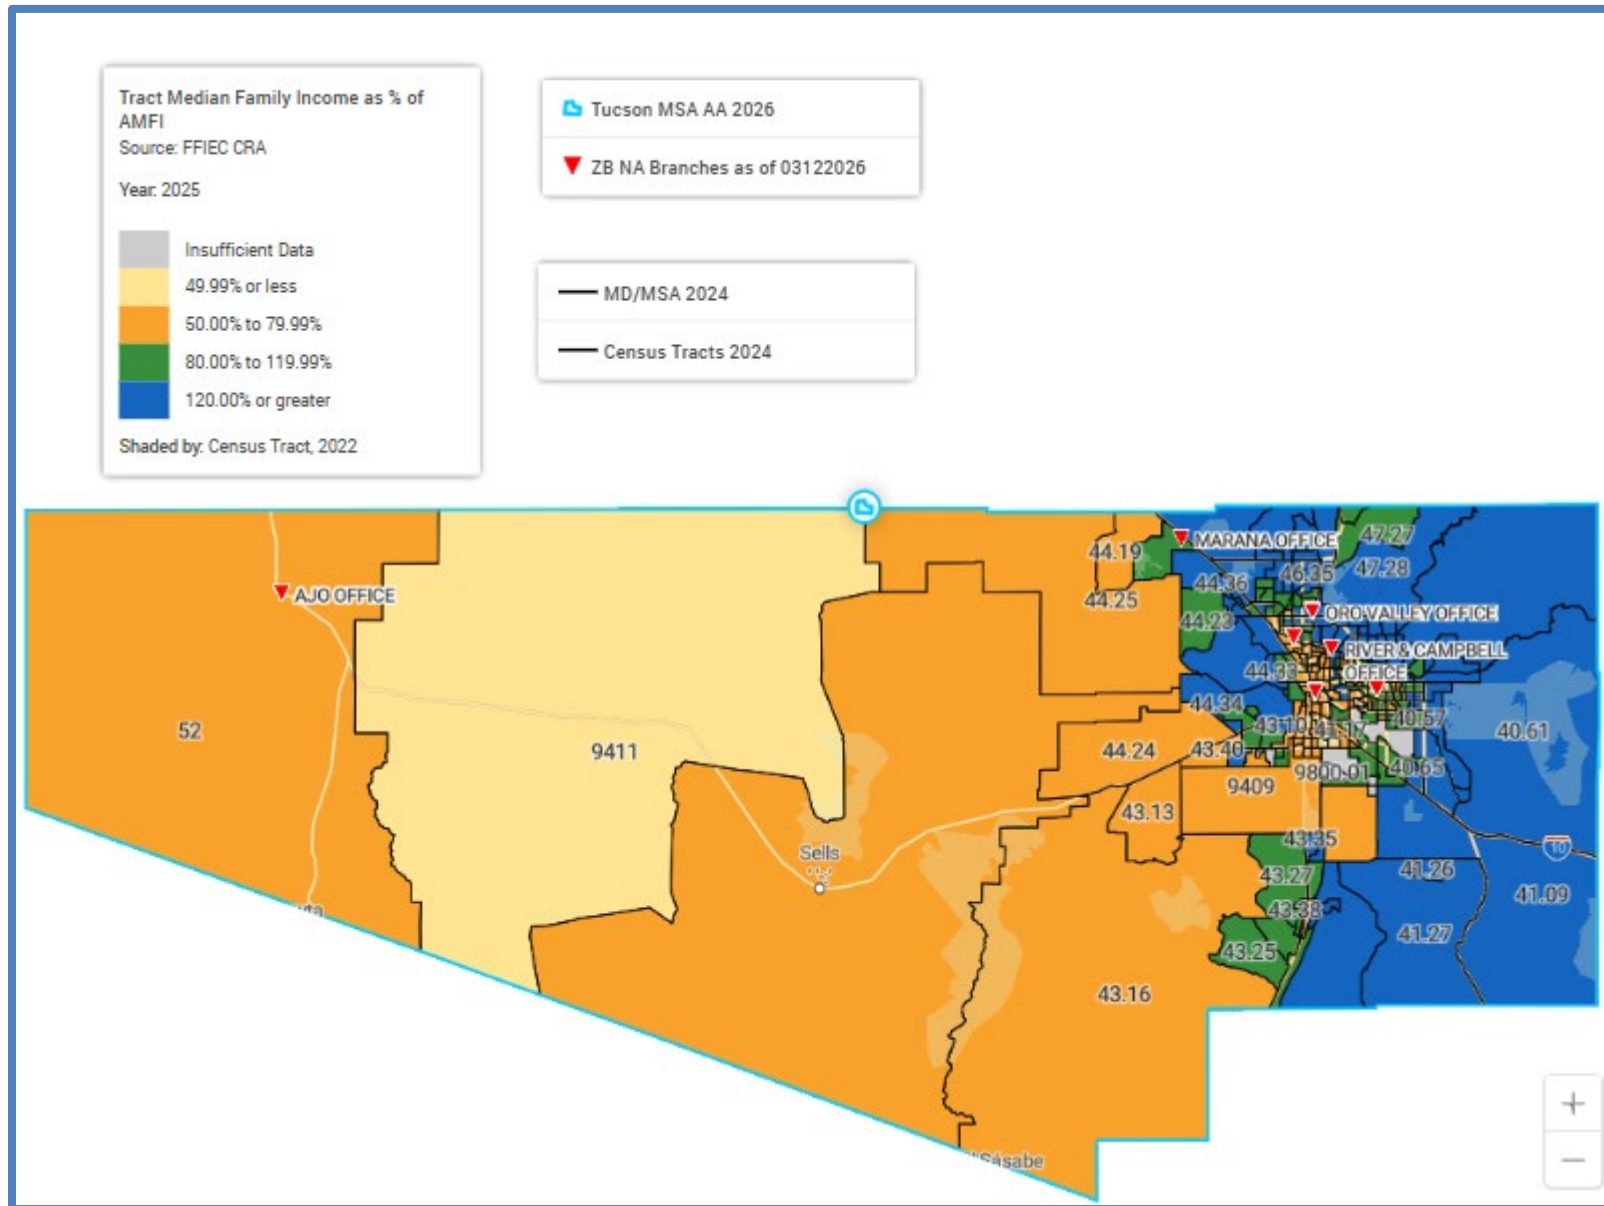 Tract Median Family Income as % of
AMFI
Source: FFIEC CRA
Year: 2025
Insufficient Data
49.99% or less
50.00% to 79.99%
80.00% to 119.99%
120.00% or greater
Shaded by: Census Tract, 2022
Tucson MSA AA 2026
ZB NA Branches as of 03122026
MD/MSA 2024
Census Tracts 2024
47.27
MARANA OFFICE
44.19
47.28
46.35
44.36
AJO OFFICE
44.25
ORO VALLEY OFFICE
44.23
RIVER & CAMPBELL
OFFICE
44.33
44.34
40.57
43.10
41.17
52
9411
44.24
43.40
40.61
9800.01
40.65
9409
43.13
43.35
10
Sells
41.26
43.27
41.09
43.38
41.27
43.25
43.16
Sásabe
+
−